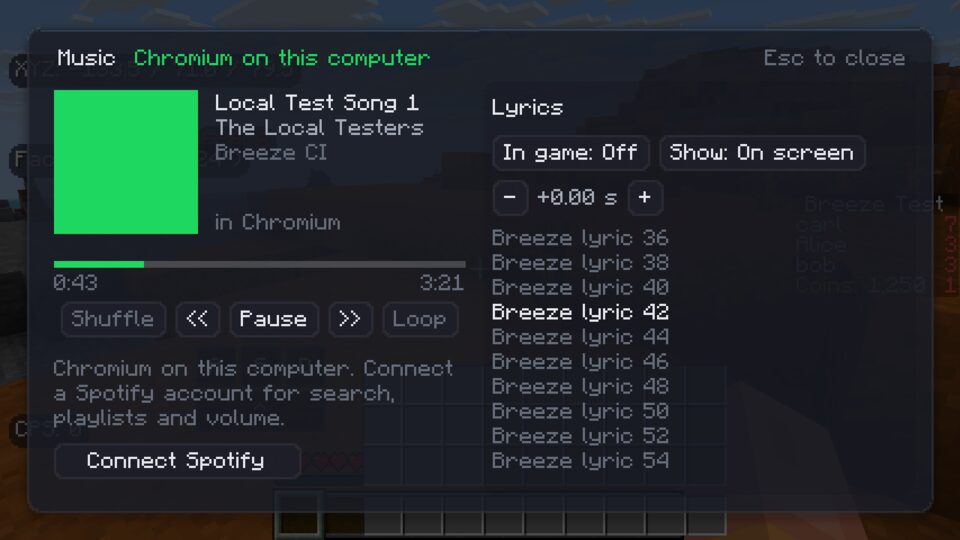 Music Chromium on this computer
Esc to close
Local Test Song 1
The Local Testers
Breeze CI
in Chromium
0:43
3:21
Shuffle << Pause >> Loop
Chromium on this computer. Connect
a Spotify account for search,
playlists and volume.
Connect Spotify
Lyrics
In game: Off Show: On screen
- +0.00 s +
Breeze lyric 36
Breeze lyric 38
Breeze lyric 40
Breeze lyric 42
Breeze lyric 44
Breeze lyric 46
Breeze lyric 48
Breeze lyric 50
Breeze lyric 52
Breeze lyric 54
Breeze Test
carl
Alice
bob
Coins: 1,250